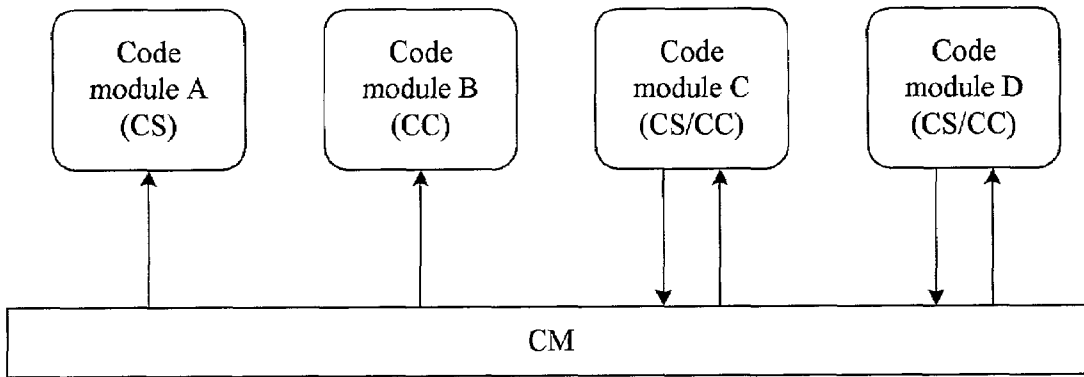 Code
module A
(CS)
Code
module B
(CC)
Code
module C
(CS/CC)
Code
module D
(CS/CC)
CM